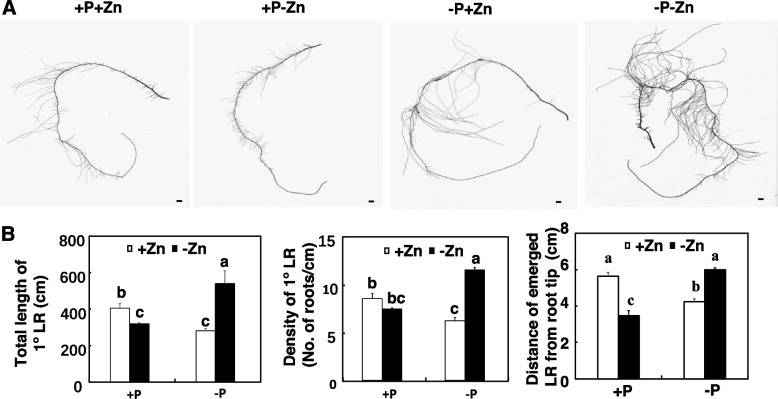 A +P+Zn +P-Zn -P+Zn -P-Zn
B
Total length of
1° LR (cm)
800
600
400
200
0
+Zn -Zn
b c c a
+P -P
Density of 1° LR
(No. of roots/cm)
15
10
5
0
+Zn -Zn
b bc c a
+P -P
Distance of emerged
LR from root tip (cm)
8
6
4
2
0
+Zn -Zn
a c b a
+P -P